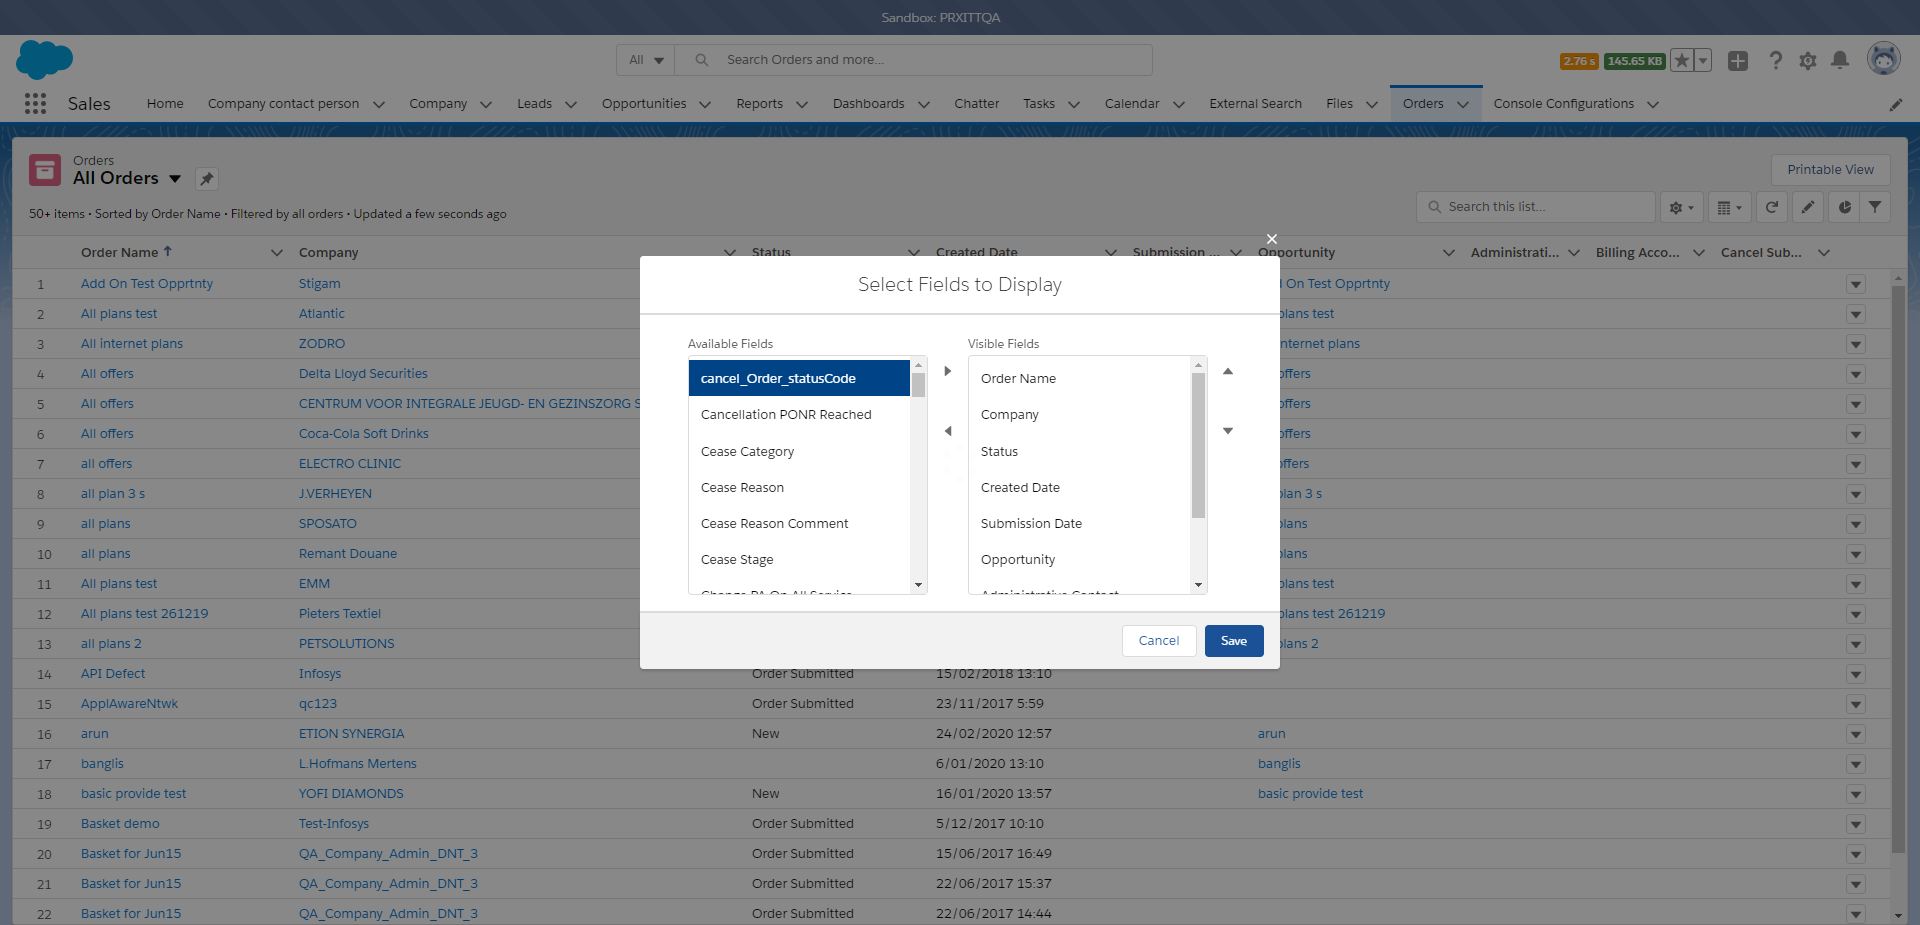 Sandbox: PRXITTQA
All
Search Orders and more...
2.76 s
145.65 KB
Sales
Home
Company contact person
Company
Leads
Opportunities
Reports
Dashboards
Chatter
Tasks
Calendar
External Search
Files
Orders
Console Configurations
Orders
All Orders
Printable View
50+ items • Sorted by Order Name • Filtered by all orders • Updated a few seconds ago
Search this list...
Order Name Company Status Created Date Submission ... Opportunity Administrati... Billing Acco... Cancel Sub...
1 Add On Test Opprtnty Stigam On Test Opprtnty
2 All plans test Atlantic plans test
3 All internet plans ZODRO internet plans
4 All offers Delta Lloyd Securities offers
5 All offers CENTRUM VOOR INTEGRALE JEUGD- EN GEZINSZORG S offers
6 All offers Coca-Cola Soft Drinks offers
7 all offers ELECTRO CLINIC offers
8 all plan 3 s J.VERHEYEN plan 3 s
9 all plans SPOSATO plans
10 all plans Remant Douane plans
11 All plans test EMM plans test
12 All plans test 261219 Pieters Textiel plans test 261219
13 all plans 2 PETSOLUTIONS plans 2
14 API Defect Infosys Order Submitted 15/02/2018 13:10
15 ApplAwareNtwk qc123 Order Submitted 23/11/2017 5:59
16 arun ETION SYNERGIA New 24/02/2020 12:57 arun
17 banglis L.Hofmans Mertens 6/01/2020 13:10 banglis
18 basic provide test YOFI DIAMONDS New 16/01/2020 13:57 basic provide test
19 Basket demo Test-Infosys Order Submitted 5/12/2017 10:10
20 Basket for Jun15 QA_Company_Admin_DNT_3 Order Submitted 15/06/2017 16:49
21 Basket for Jun15 QA_Company_Admin_DNT_3 Order Submitted 22/06/2017 15:37
22 Basket for Jun15 QA_Company_Admin_DNT_3 Order Submitted 22/06/2017 14:44
Select Fields to Display
Available Fields
cancel_Order_statusCode
Cancellation PONR Reached
Cease Category
Cease Reason
Cease Reason Comment
Cease Stage
Change PA On All Service
Visible Fields
Order Name
Company
Status
Created Date
Submission Date
Opportunity
Administrative Contact
Cancel
Save